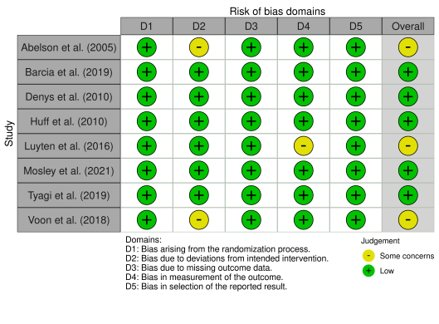 Risk of bias domains
D1 D2 D3 D4 D5 Overall
Study
Abelson et al. (2005) + - + + + -
Barcia et al. (2019) + + + + + +
Denys et al. (2010) + + + + + +
Huff et al. (2010) + + + + + +
Luyten et al. (2016) + + + - + -
Mosley et al. (2021) + + + + + +
Tyagi et al. (2019) + + + + + +
Voon et al. (2018) + - + + + -
Domains:
D1: Bias arising from the randomization process.
D2: Bias due to deviations from intended intervention.
D3: Bias due to missing outcome data.
D4: Bias in measurement of the outcome.
D5: Bias in selection of the reported result.
Judgement
- Some concerns
+ Low